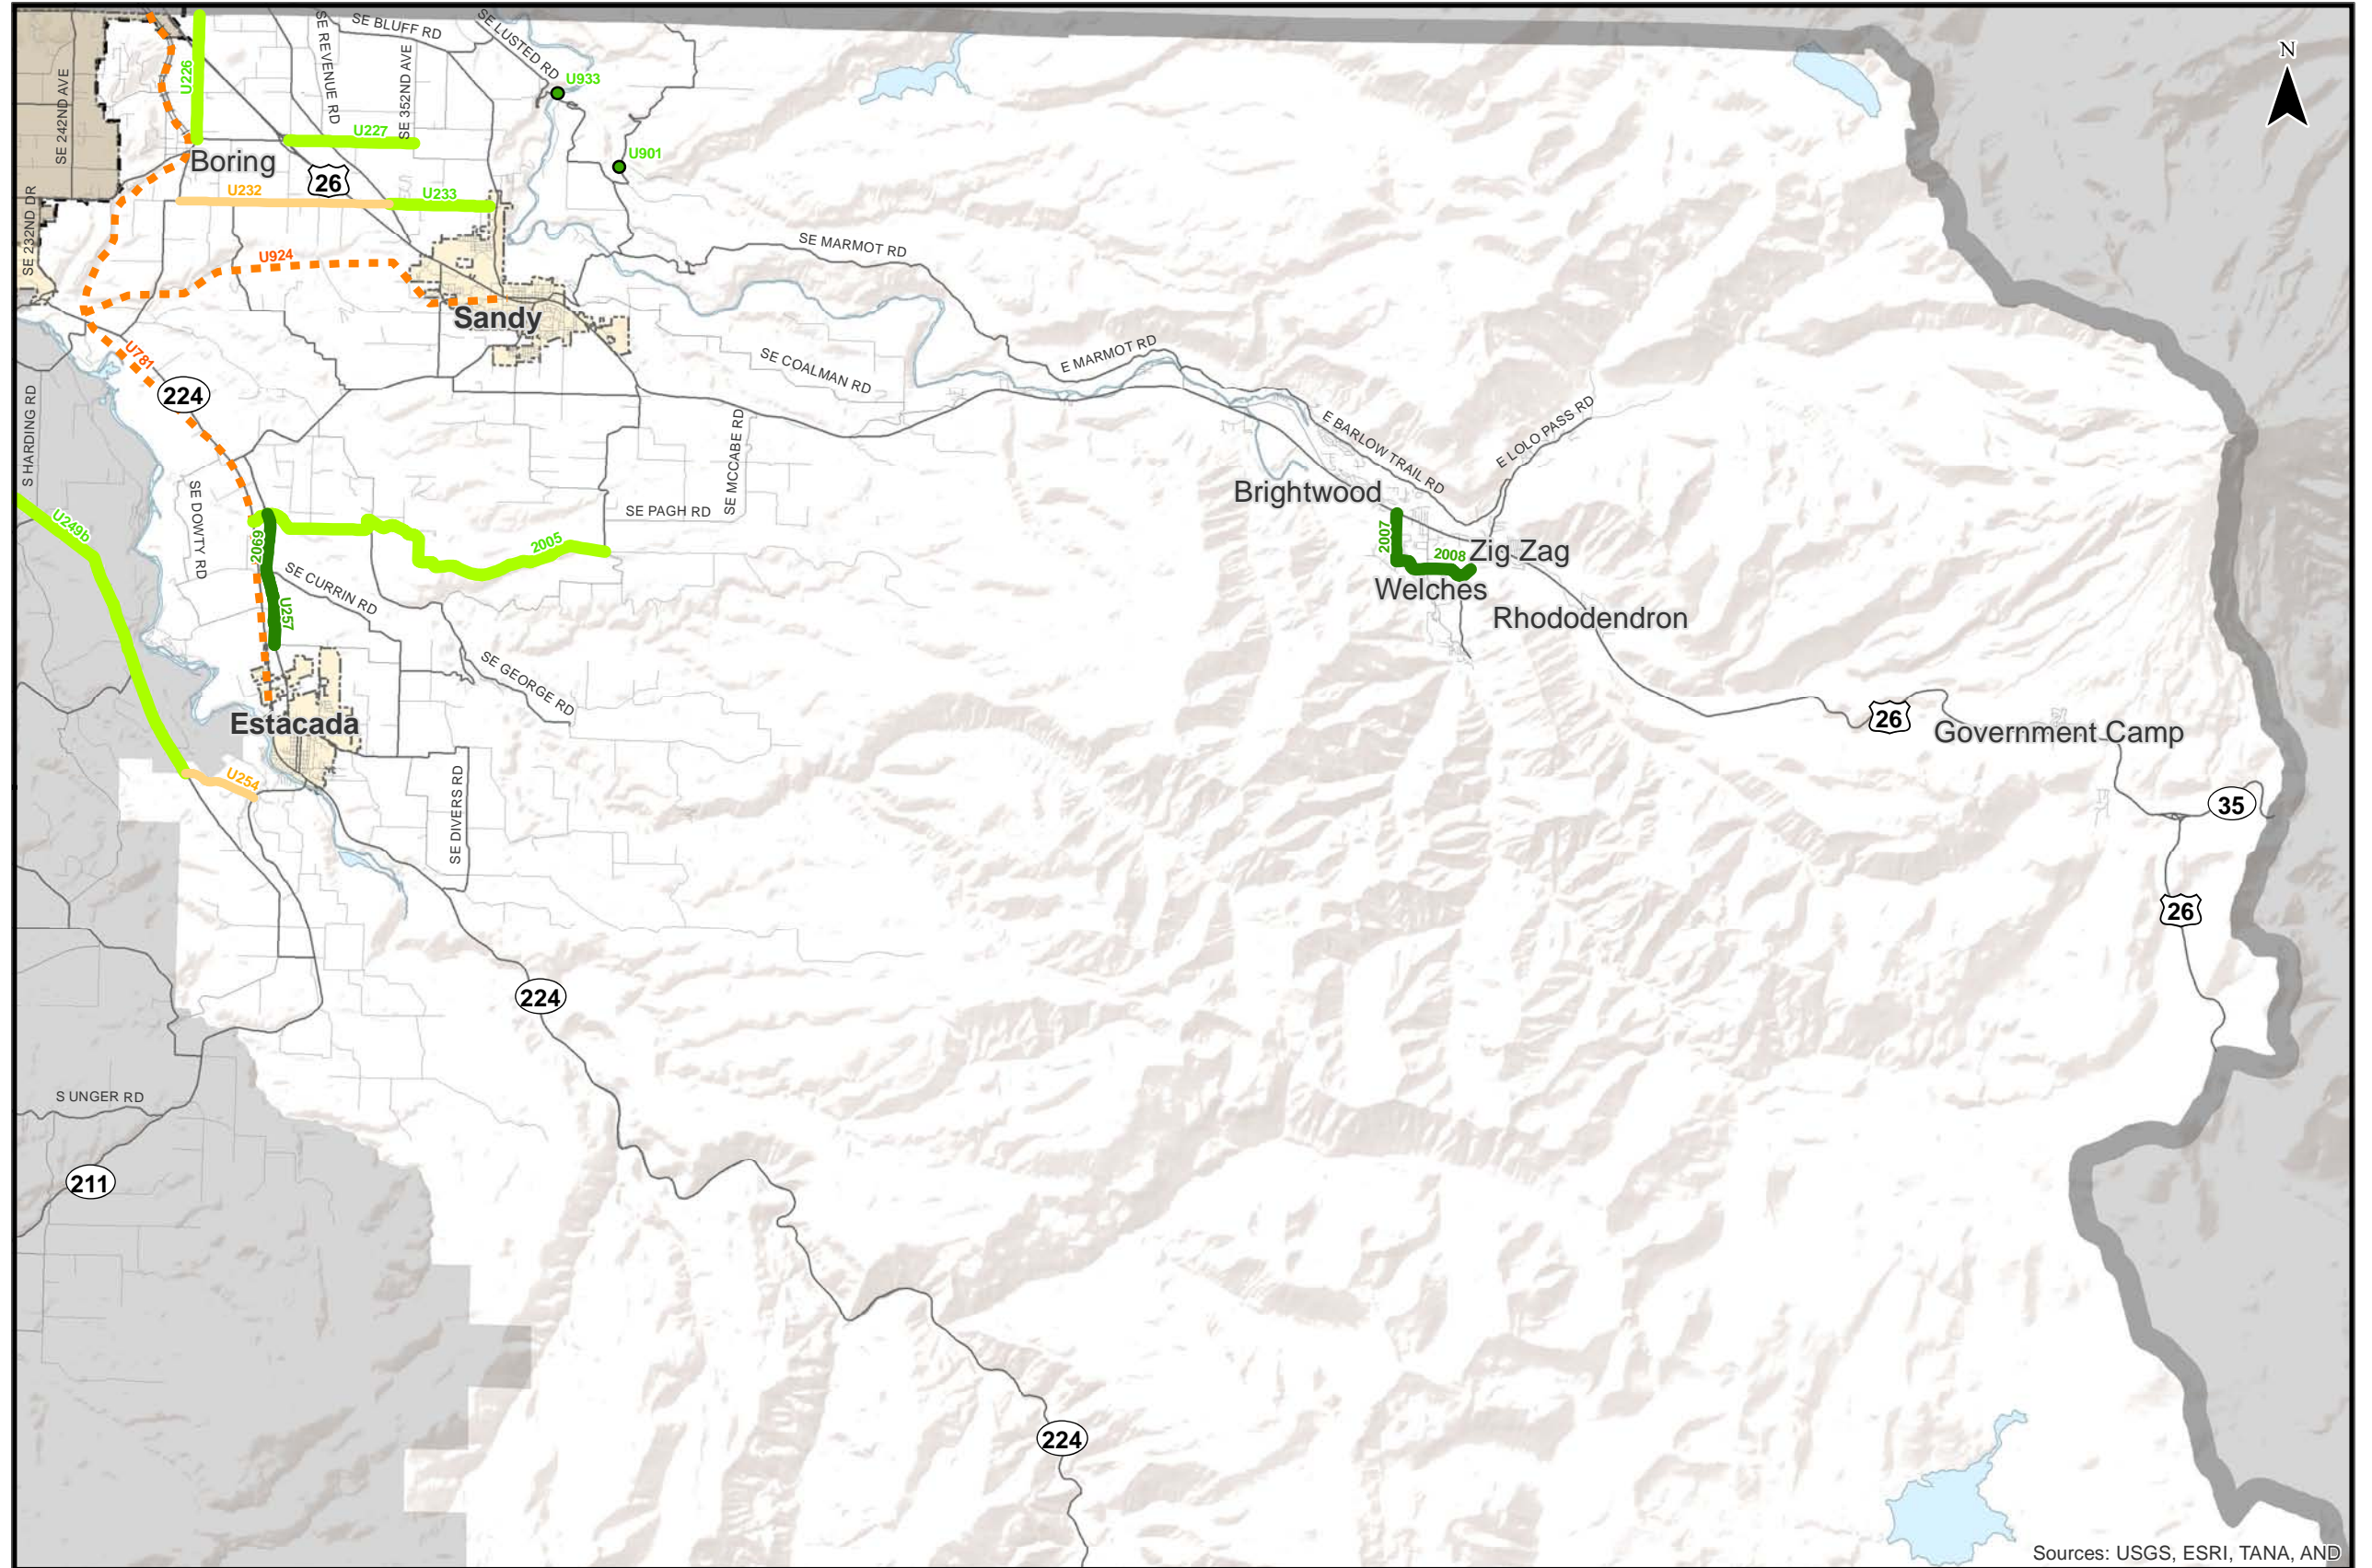 SE BLUFF RD
SE LUSTED RD
SE REVENUE RD
SE 352ND AVE
SE 242ND AVE
U226
U933
N
U227
U901
Boring
26
U232
U233
SE 232ND DR
U924
SE MARMOT RD
Sandy
U781
224
SE COALMAN RD
E MARMOT RD
S HARDING RD
SE MCCABE RD
E BARLOW TRAIL RD
E LOLO PASS RD
SE DOWTY RD
SE PAGH RD
Brightwood
U249b
2069
2005
2007
2008
Zig Zag
SE CURRIN RD
Welches
U257
Rhododendron
SE GEORGE RD
Estacada
26
Government Camp
U254
SE DIVERS RD
35
26
224
S UNGER RD
211
224
Sources: USGS, ESRI, TANA, AND